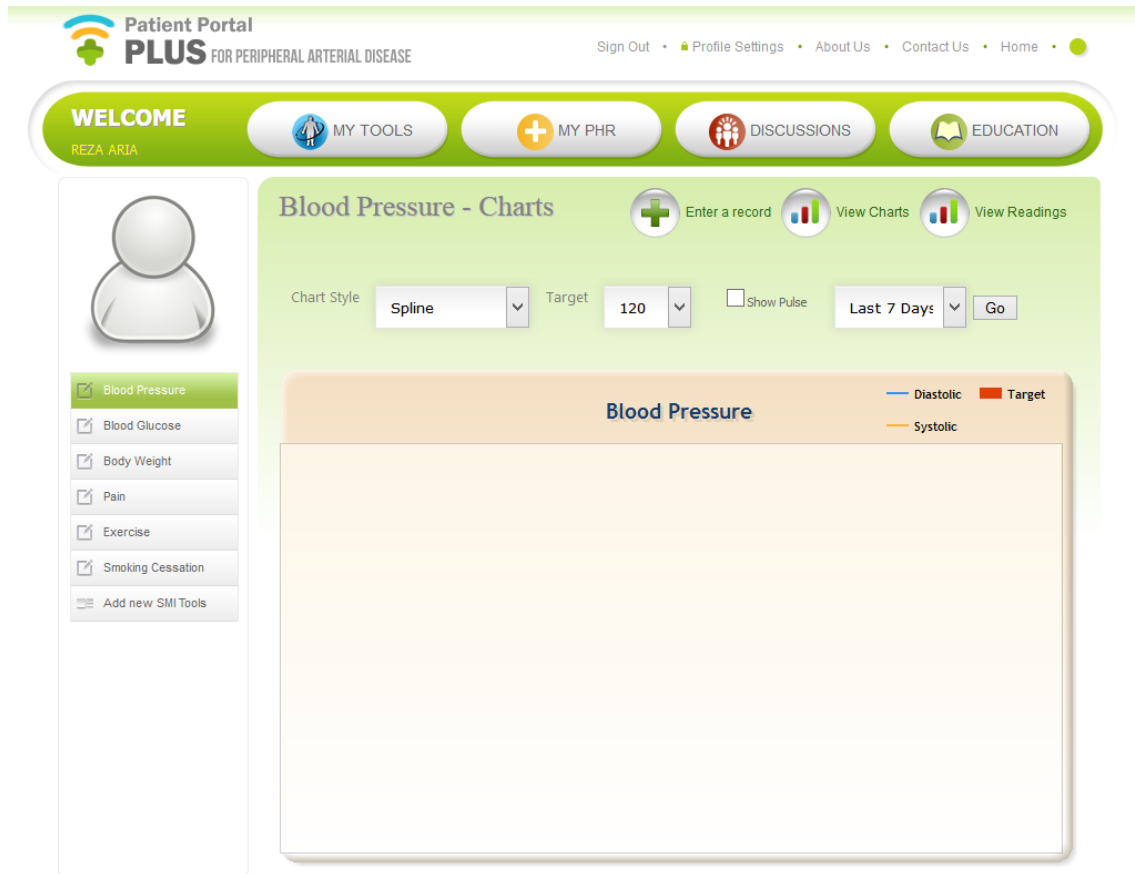 Patient Portal
PLUS FOR PERIPHERAL ARTERIAL DISEASE
Sign Out • Profile Settings • About Us • Contact Us • Home •
WELCOME
REZA ARIA
MY TOOLS
MY PHR
DISCUSSIONS
EDUCATION
Blood Pressure - Charts
Enter a record
View Charts
View Readings
Chart Style
Spline
Target
120
Show Pulse
Last 7 Days
Go
Blood Pressure
Blood Glucose
Body Weight
Pain
Exercise
Smoking Cessation
Add new SMI Tools
Blood Pressure
Diastolic
Target
Systolic